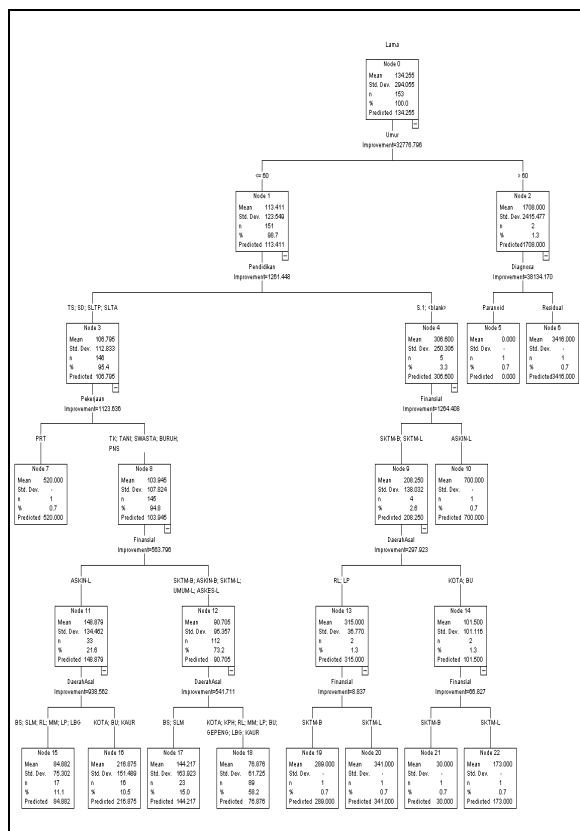 Lama
Node 0
Mean 134.255
Std. Dev. 294.055
n 153
% 100.0
Predicted 134.255
Umur
Improvement=32776.796
<= 60
> 60
Node 1
Mean 113.411
Std. Dev. 123.549
n 151
% 98.7
Predicted 113.411
Node 2
Mean 1708.000
Std. Dev. 2415.477
n 2
% 1.3
Predicted 1708.000
Pendidikan
Improvement=1261.448
Diagnosa
Improvement=38134.170
TS; SD; SLTP; SLTA
S.1; <blank>
Paranoid
Residual
Node 3
Mean 106.795
Std. Dev. 112.833
n 146
% 95.4
Predicted 106.795
Node 4
Mean 306.600
Std. Dev. 250.305
n 5
% 3.3
Predicted 306.600
Node 5
Mean 0.000
Std. Dev. .
n 1
% 0.7
Predicted 0.000
Node 6
Mean 3416.000
Std. Dev. .
n 1
% 0.7
Predicted 3416.000
Pekerjaan
Improvement=1123.636
Finansial
Improvement=1264.408
PRT
TK; TANI; SWASTA; BURUH;
PNS
SKTM-B; SKTM-L
ASKIN-L
Node 7
Mean 520.000
Std. Dev. .
n 1
% 0.7
Predicted 520.000
Node 8
Mean 103.945
Std. Dev. 107.824
n 145
% 94.8
Predicted 103.945
Node 9
Mean 208.250
Std. Dev. 138.032
n 4
% 2.6
Predicted 208.250
Node 10
Mean 700.000
Std. Dev. .
n 1
% 0.7
Predicted 700.000
Finansial
Improvement=563.796
DaerahAsal
Improvement=297.923
ASKIN-L
SKTM-B; ASKIN-B; SKTM-L;
UMUM-L; ASKES-L
RL; LP
KOTA; BU
Node 11
Mean 148.879
Std. Dev. 134.462
n 33
% 21.6
Predicted 148.879
Node 12
Mean 90.705
Std. Dev. 95.357
n 112
% 73.2
Predicted 90.705
Node 13
Mean 315.000
Std. Dev. 36.770
n 2
% 1.3
Predicted 315.000
Node 14
Mean 101.500
Std. Dev. 101.116
n 2
% 1.3
Predicted 101.500
DaerahAsal
Improvement=938.562
DaerahAsal
Improvement=541.711
Finansial
Improvement=8.837
Finansial
Improvement=66.827
BS; SLM; RL; MM; LP; LBG
KOTA; BU; KAUR
BS; SLM
KOTA; KPH; RL; MM; LP; BU;
GEPENG; LBG; KAUR
SKTM-B
SKTM-L
SKTM-B
SKTM-L
Node 15
Mean 84.882
Std. Dev. 75.302
n 17
% 11.1
Predicted 84.882
Node 16
Mean 216.875
Std. Dev. 151.489
n 16
% 10.5
Predicted 216.875
Node 17
Mean 144.217
Std. Dev. 163.923
n 23
% 15.0
Predicted 144.217
Node 18
Mean 76.876
Std. Dev. 61.725
n 89
% 58.2
Predicted 76.876
Node 19
Mean 289.000
Std. Dev. .
n 1
% 0.7
Predicted 289.000
Node 20
Mean 341.000
Std. Dev. .
n 1
% 0.7
Predicted 341.000
Node 21
Mean 30.000
Std. Dev. .
n 1
% 0.7
Predicted 30.000
Node 22
Mean 173.000
Std. Dev. .
n 1
% 0.7
Predicted 173.000